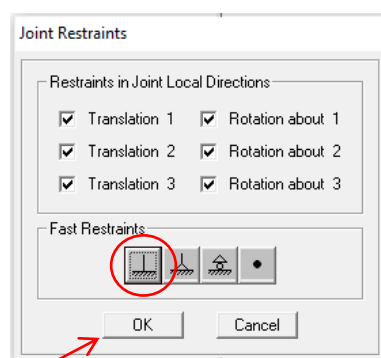 Joint Restraints
Restraints in Joint Local Directions
Translation 1 Rotation about 1
Translation 2 Rotation about 2
Translation 3 Rotation about 3
Fast Restraints
OK Cancel